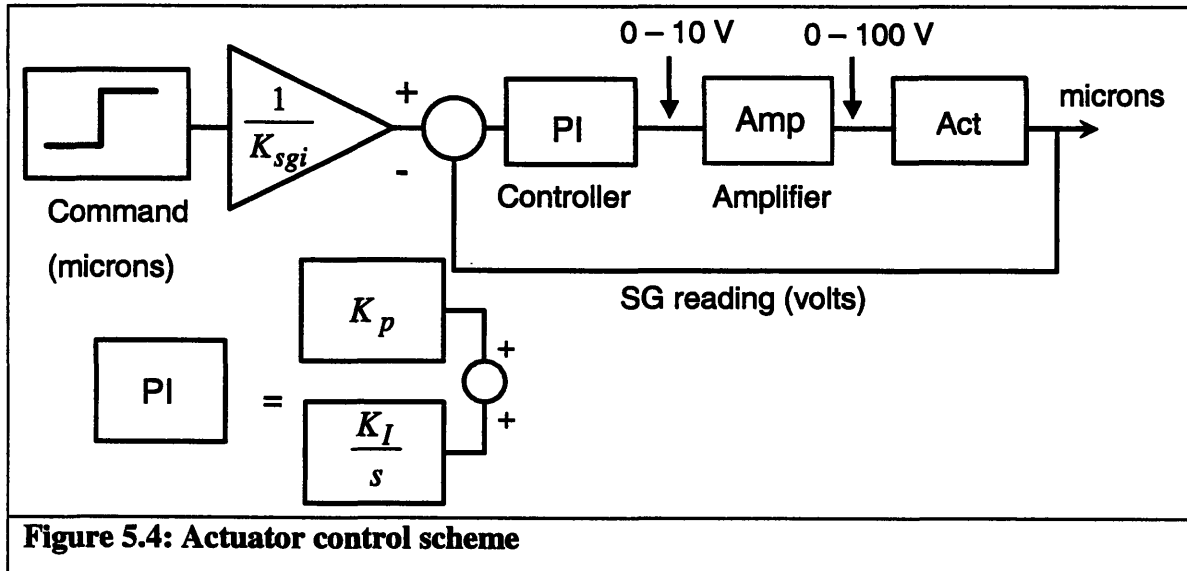 0 – 10 V
0 – 100 V
1
K_sgi
+
-
PI
Amp
Act
microns
Command
(microns)
Controller
Amplifier
SG reading (volts)
PI
=
K_p
K_I
s
+
+
Figure 5.4: Actuator control scheme